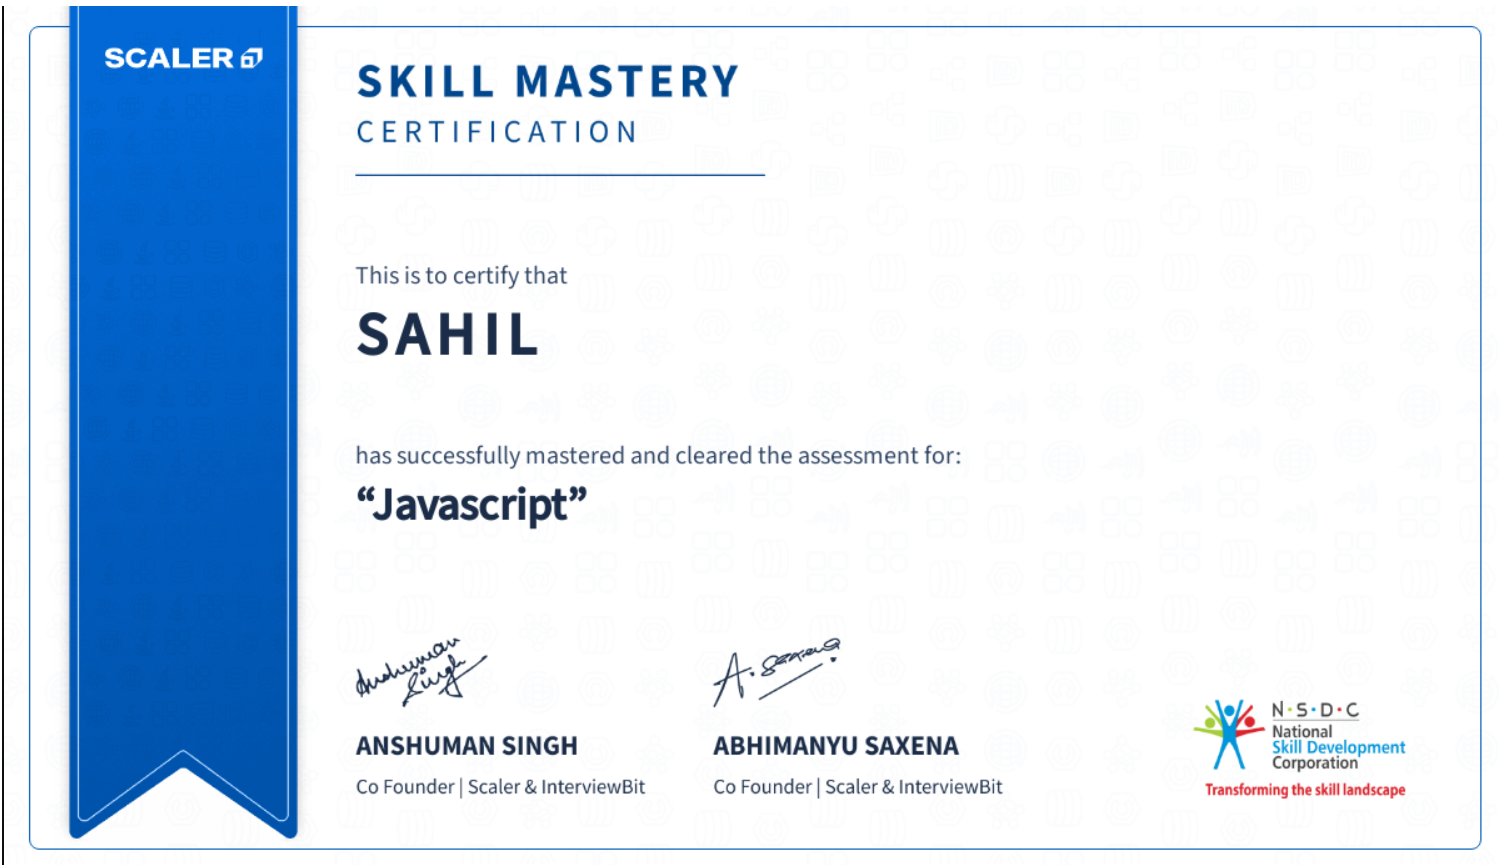 SCALER
SKILL MASTERY
CERTIFICATION
This is to certify that
SAHIL
has successfully mastered and cleared the assessment for:
“Javascript”
Anshuman
Singh
A. Saxena
ANSHUMAN SINGH
Co Founder | Scaler & InterviewBit
ABHIMANYU SAXENA
Co Founder | Scaler & InterviewBit
N·S·D·C
National
Skill Development
Corporation
Transforming the skill landscape